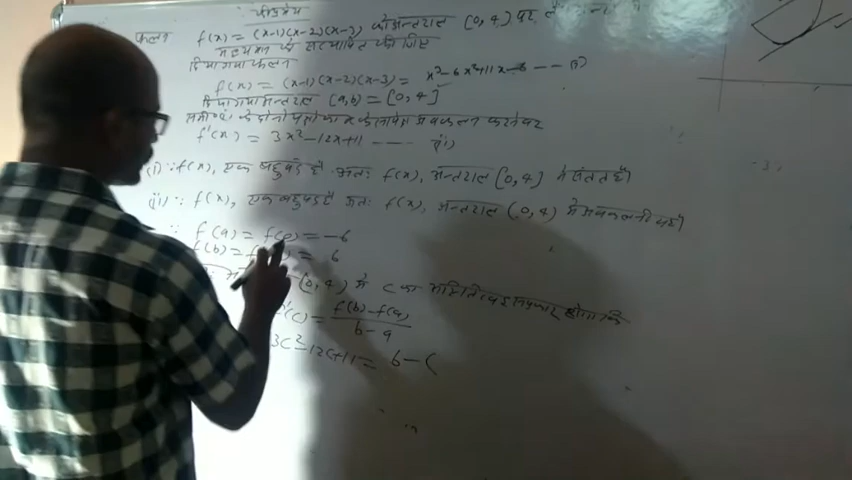 फलन f(x) = (x-1)(x-2)(x-3) को अन्तराल [0, 4] पर
मध्यमान को सत्यापित कीजिए
दिया गया फलन
f(x) = (x-1)(x-2)(x-3) = x³-6x²+11x-6 --- (i)
दिया गया अन्तराल (a,b) = [0, 4]
के दोनों पक्षों का x के सापेक्ष अवकलन करने पर
f'(x) = 3x²-12x+11 ---- (ii)
(i) ∵ f(x), एक बहुपद है अतः f(x), अन्तराल [0, 4] में संतत है।
(ii) ∵ f(x), एक बहुपद है अतः f(x), अन्तराल (0, 4) में अवकलनीय है।
∵ f(a) = f(0) = -6
f(b) = 6
(0, 4) में c का अस्तित्व इस प्रकार होगा कि
'(c) = f(b)-f(a) / b-a
3c²-12c+11 = 6-(